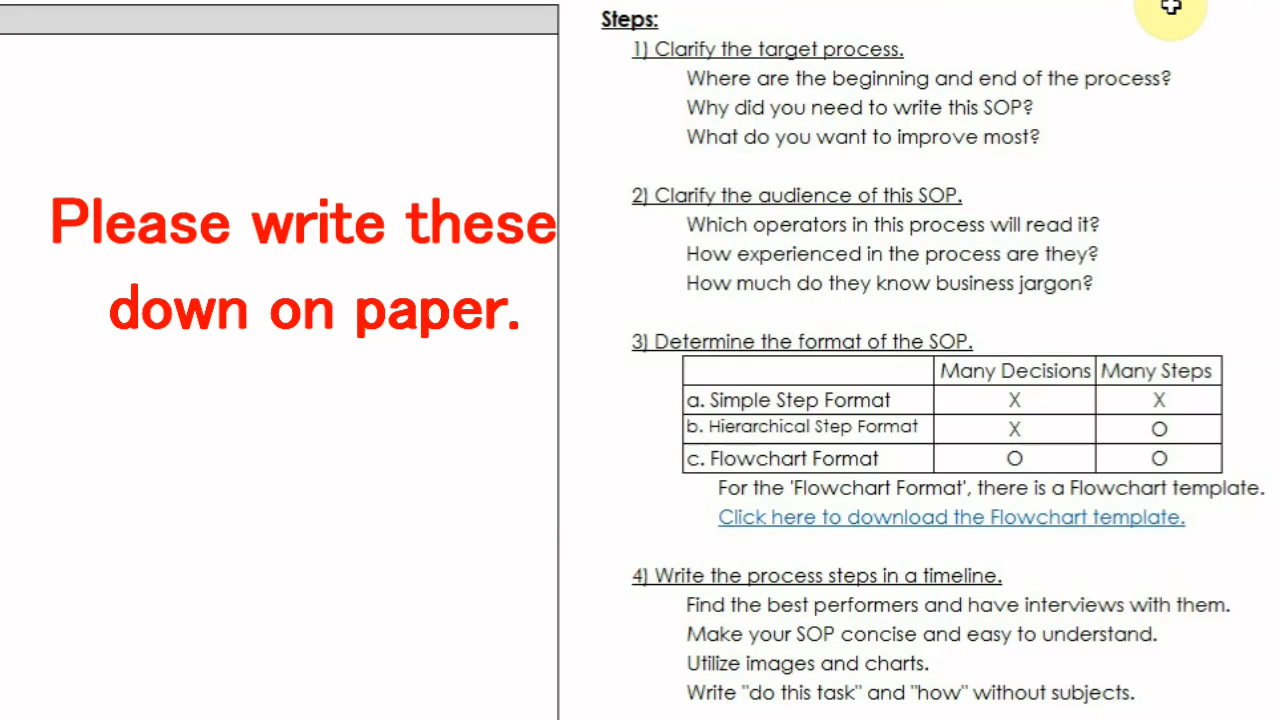 Please write these
down on paper.
Steps:
1) Clarify the target process.
Where are the beginning and end of the process?
Why did you need to write this SOP?
What do you want to improve most?
2) Clarify the audience of this SOP.
Which operators in this process will read it?
How experienced in the process are they?
How much do they know business jargon?
3) Determine the format of the SOP.
Many Decisions Many Steps
a. Simple Step Format X X
b. Hierarchical Step Format X O
c. Flowchart Format O O
For the 'Flowchart Format', there is a Flowchart template.
Click here to download the Flowchart template.
4) Write the process steps in a timeline.
Find the best performers and have interviews with them.
Make your SOP concise and easy to understand.
Utilize images and charts.
Write "do this task" and "how" without subjects.